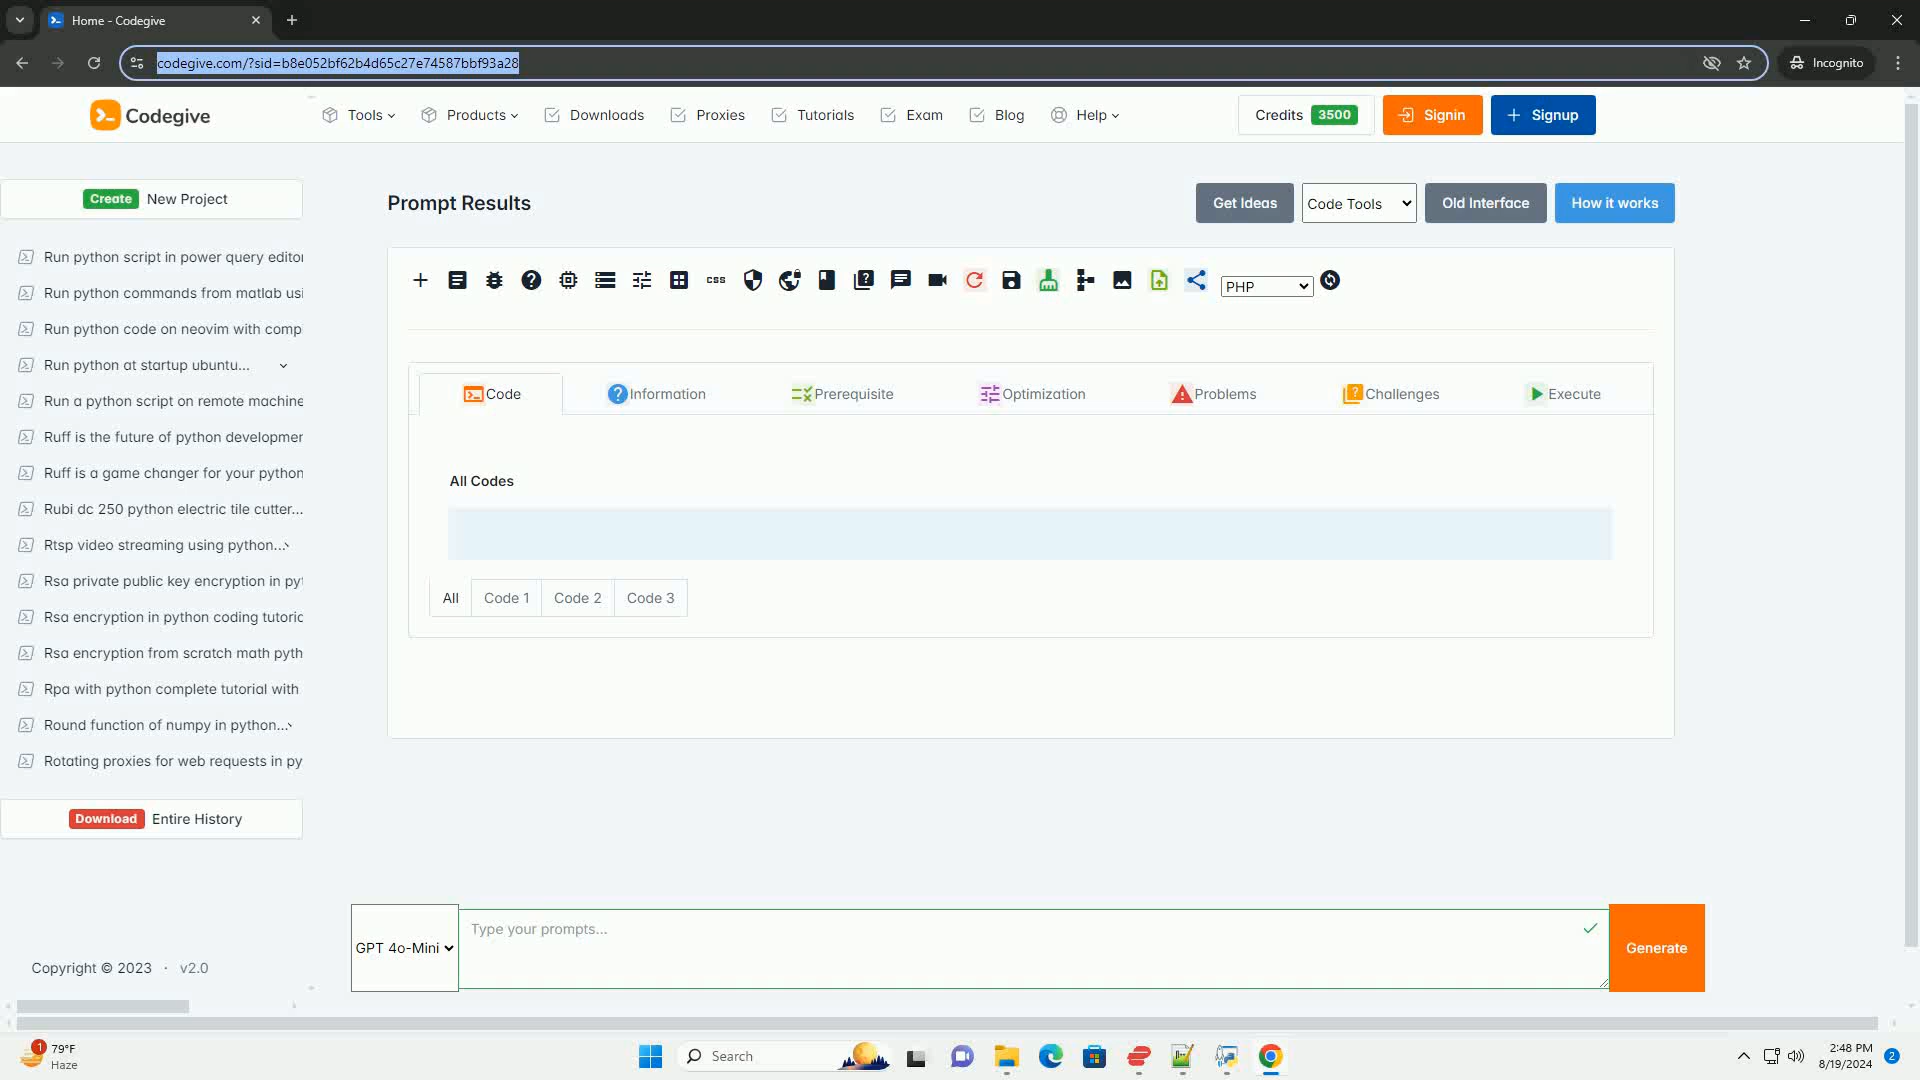 Home - Codegive
codegive.com/?sid=b8e052bf62b4d65c27e74587bbf93a28
Incognito
Codegive
Tools
Products
Downloads
Proxies
Tutorials
Exam
Blog
Help
Credits 3500
Signin
Signup
Create New Project
Run python script in power query editor
Run python commands from matlab usi
Run python code on neovim with comp
Run python at startup ubuntu...
Run a python script on remote machine
Ruff is the future of python developmer
Ruff is a game changer for your python
Rubi dc 250 python electric tile cutter...
Rtsp video streaming using python...
Rsa private public key encryption in pyt
Rsa encryption in python coding tutoric
Rsa encryption from scratch math pyth
Rpa with python complete tutorial with
Round function of numpy in python...
Rotating proxies for web requests in py
Download Entire History
Copyright © 2023 · v2.0
Prompt Results
Get Ideas
Code Tools
Old Interface
How it works
css
PHP
Code
Information
Prerequisite
Optimization
Problems
Challenges
Execute
All Codes
All
Code 1
Code 2
Code 3
GPT 4o-Mini
Type your prompts...
Generate
1
79°F
Haze
Search
2:48 PM
8/19/2024
2